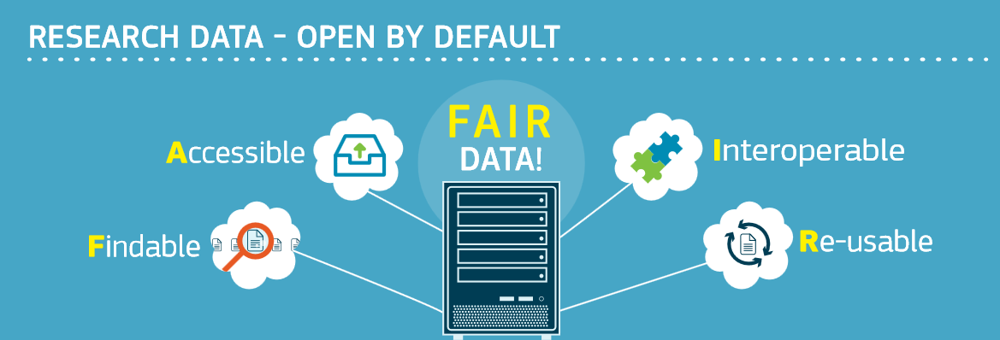 RESEARCH DATA - OPEN BY DEFAULT
FAIR
DATA!
Accessible
Interoperable
Findable
Re-usable